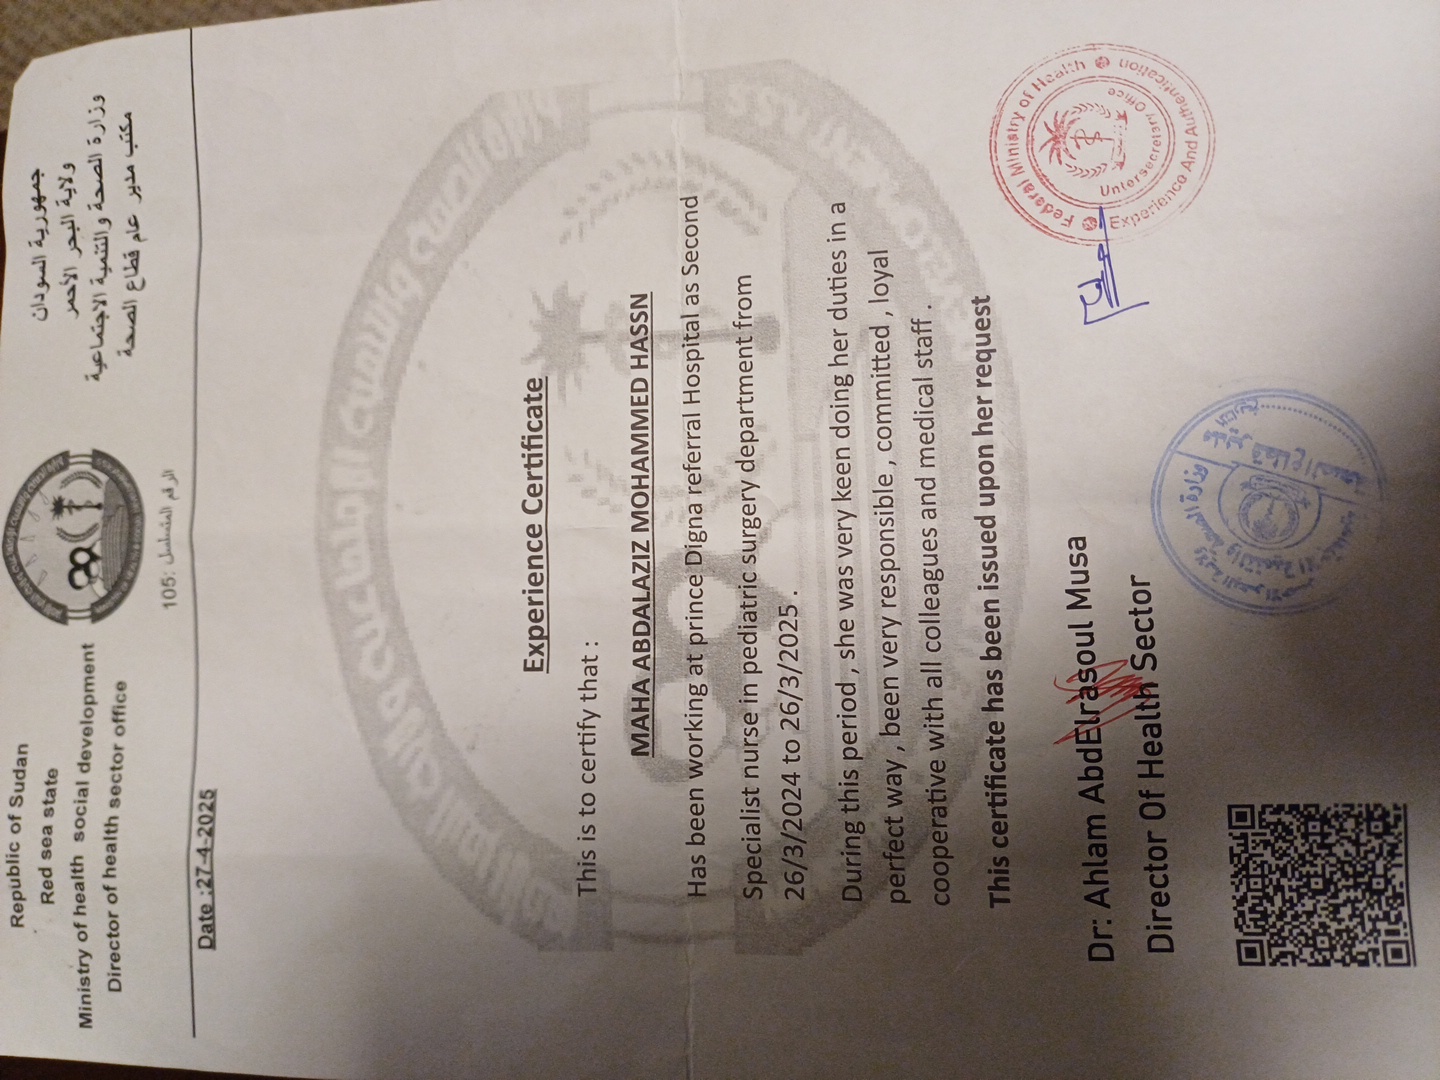 Republic of Sudan
Red sea state
Ministry of health social development
Director of health sector office
جمهورية السودان
ولاية البحر الأحمر
وزارة الصحة والتنمية الاجتماعية
مكتب مدير عام قطاع الصحة
الرقم المتسلسل :105
Date :27-4-2025
Experience Certificate
This is to certify that :
MAHA ABDALAZIZ MOHAMMED HASSN
Has been working at prince Digna referral Hospital as Second
Specialist nurse in pediatric surgery department from
26/3/2024 to 26/3/2025 .
During this period , she was very keen doing her duties in a
perfect way , been very responsible , committed , loyal
cooperative with all colleagues and medical staff .
This certificate has been issued upon her request
Dr: Ahlam AbdElrasoul Musa
Director Of Health Sector
Federal Ministry of Health
Untersecretary Office
Experience And Authentication